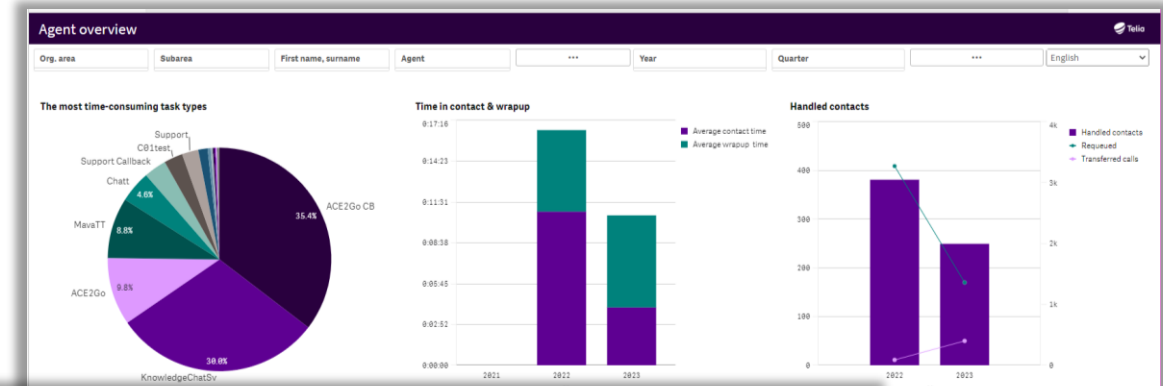 Agent overview
Telia
Org. area
Subarea
First name, surname
Agent
...
Year
Quarter
...
English
The most time-consuming task types
Support
C01test
Support Callback
Chatt
4.6%
MavaTT
8.8%
ACE2Go
9.8%
ACE2Go CB
35.4%
30.0%
KnowledgeChatSv
Time in contact & wrapup
0:17:16
0:14:23
0:11:31
0:08:38
0:05:45
0:02:52
0:00:00
2021
2022
2023
Average contact time
Average wrapup time
Handled contacts
500
400
300
200
100
0
4k
3k
2k
1k
0
2022
2023
Handled contacts
Requeued
Transferred calls